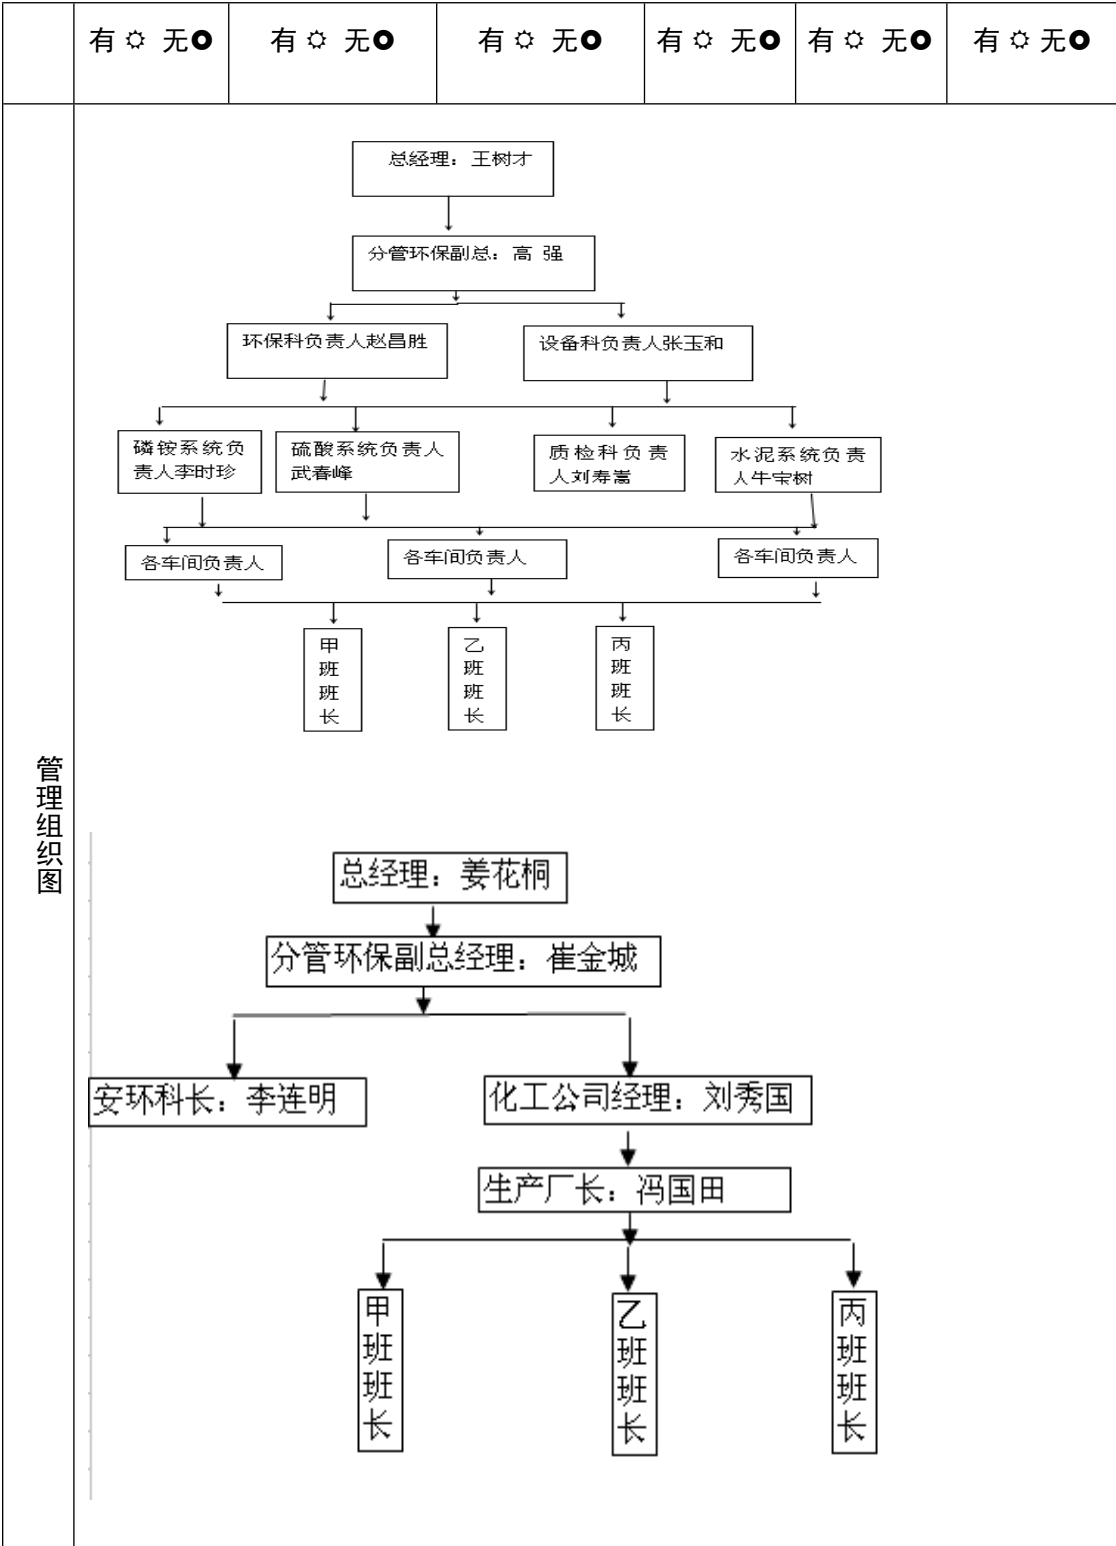 有☼ 无○ 有☼ 无○ 有☼ 无○ 有☼ 无○ 有☼ 无○ 有☼无○
管理组织图
总经理：王树才
分管环保副总：高 强
环保科负责人赵昌胜
设备科负责人张玉和
磷铵系统负
责人李时珍
硫酸系统负责人
武春峰
质检科负责
人刘寿嵩
水泥系统负责
人牛宝树
各车间负责人
各车间负责人
各车间负责人
甲班班长
乙班班长
丙班班长
总经理：姜花桐
分管环保副总经理：崔金城
安环科长：李连明
化工公司经理：刘秀国
生产厂长：冯国田
甲班班长
乙班班长
丙班班长